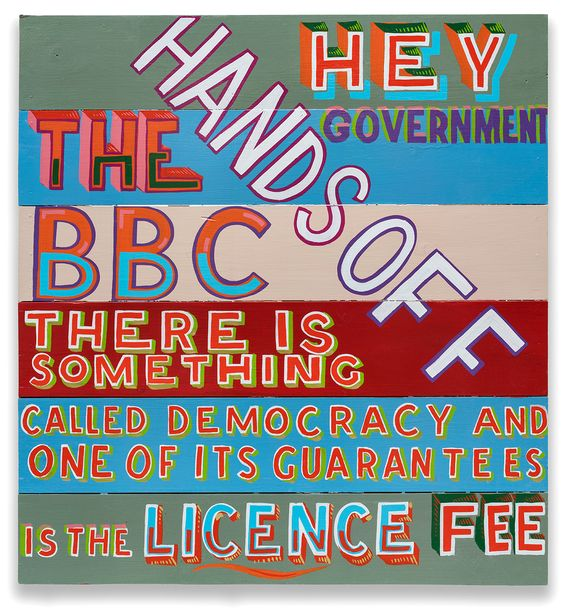 HEY
GOVERNMENT
HANDS OFF
THE
BBC
THERE IS
SOMETHING
CALLED DEMOCRACY AND
ONE OF ITS GUARANTEES
IS THE LICENCE FEE